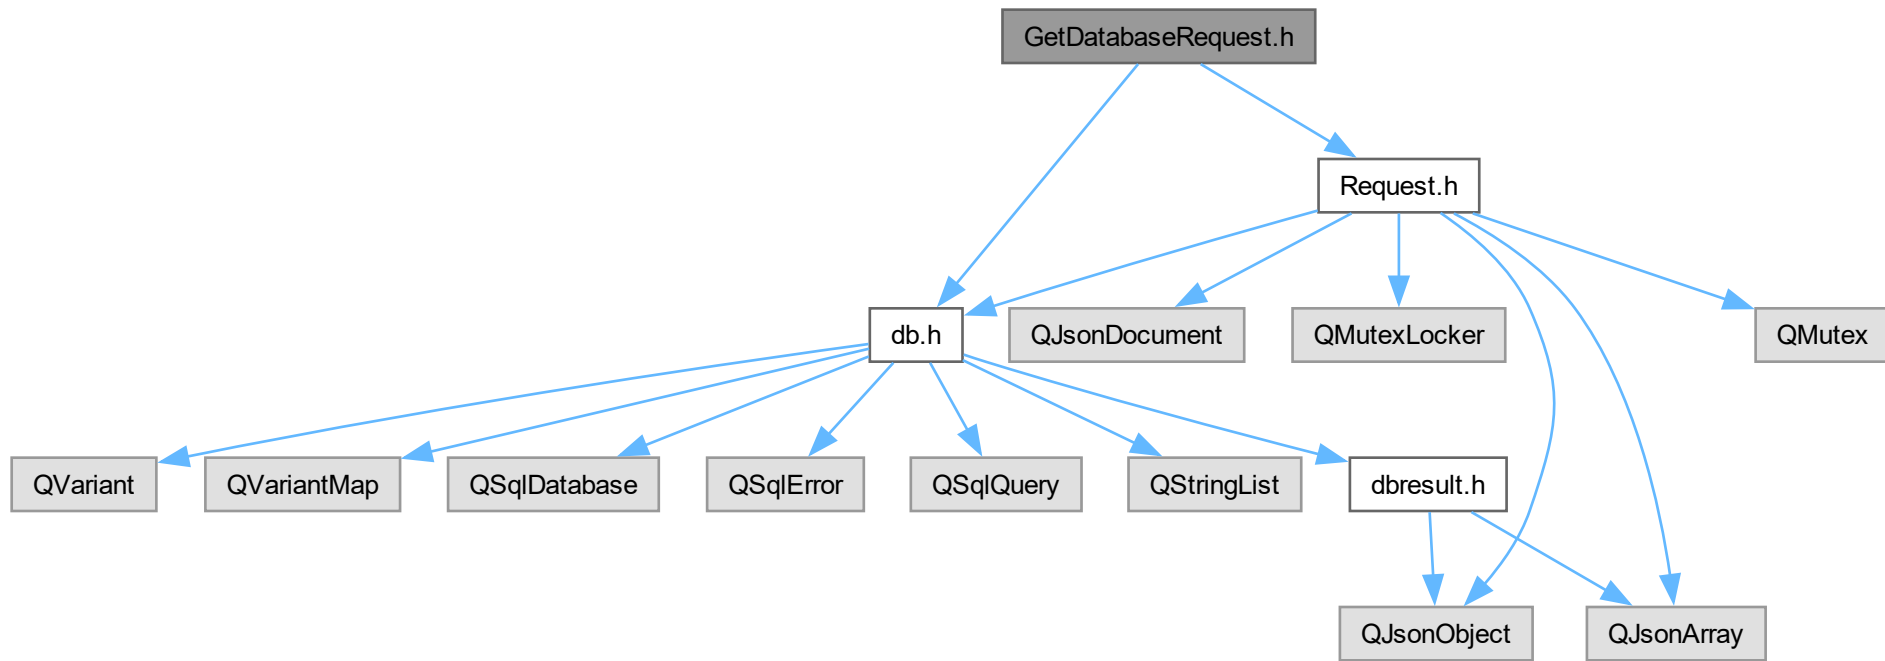 GetDatabaseRequest.h
Request.h
db.h
QJsonDocument
QMutexLocker
QMutex
QVariant
QVariantMap
QSqlDatabase
QSqlError
QSqlQuery
QStringList
dbresult.h
QJsonObject
QJsonArray